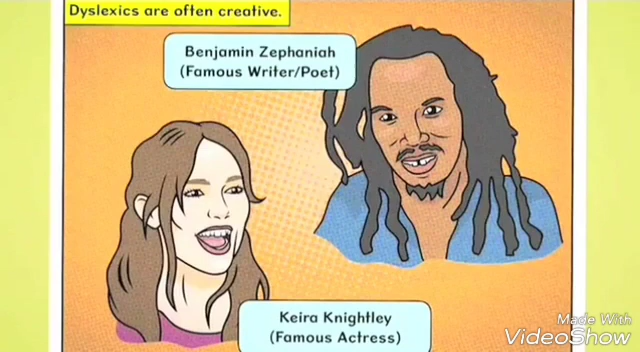 Dyslexics are often creative.
Benjamin Zephaniah
(Famous Writer/Poet)
Keira Knightley
(Famous Actress)
Made With
VideoShow